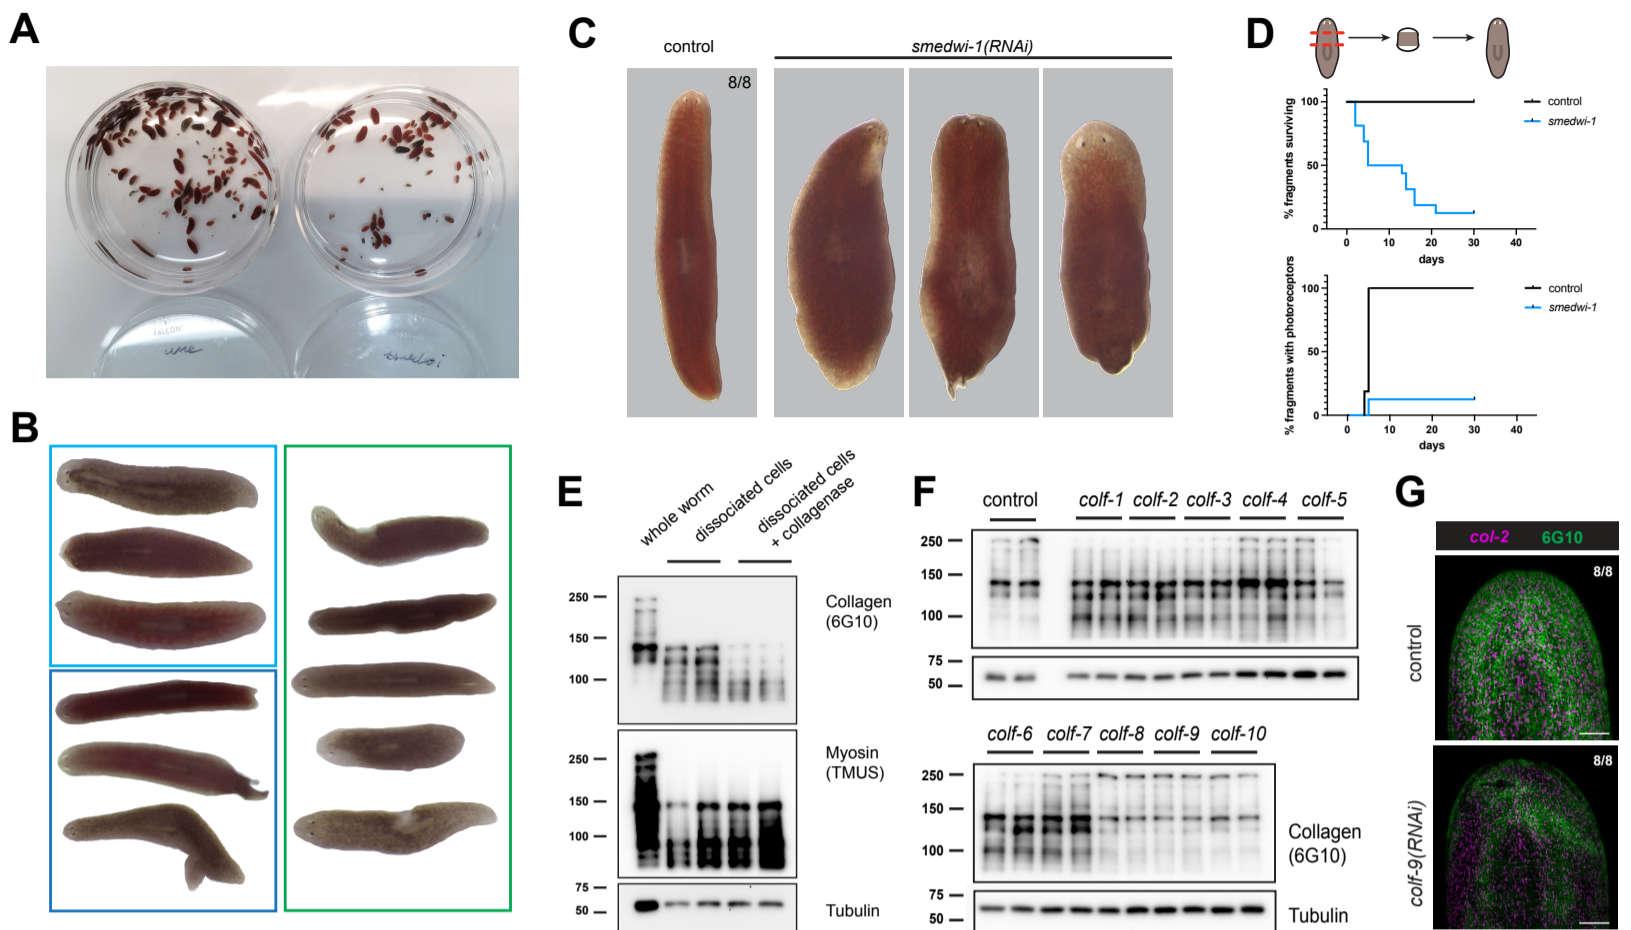 A
FALCON
B
C
control
smedwi-1(RNAi)
8/8
D
% fragments surviving
100
50
0
0 10 20 30 40
days
control
smedwi-1
% fragments with photoreceptors
100
50
0
0 10 20 30 40
days
control
smedwi-1
E
whole worm
dissociated cells
dissociated cells
+ collagenase
250
150
100
Collagen
(6G10)
250
150
100
Myosin
(TMUS)
75
50
Tubulin
F
control colf-1 colf-2 colf-3 colf-4 colf-5
250
150
100
75
50
colf-6 colf-7 colf-8 colf-9 colf-10
250
150
100
Collagen
(6G10)
75
50
Tubulin
G
col-2 6G10
control
8/8
colf-9(RNAi)
8/8